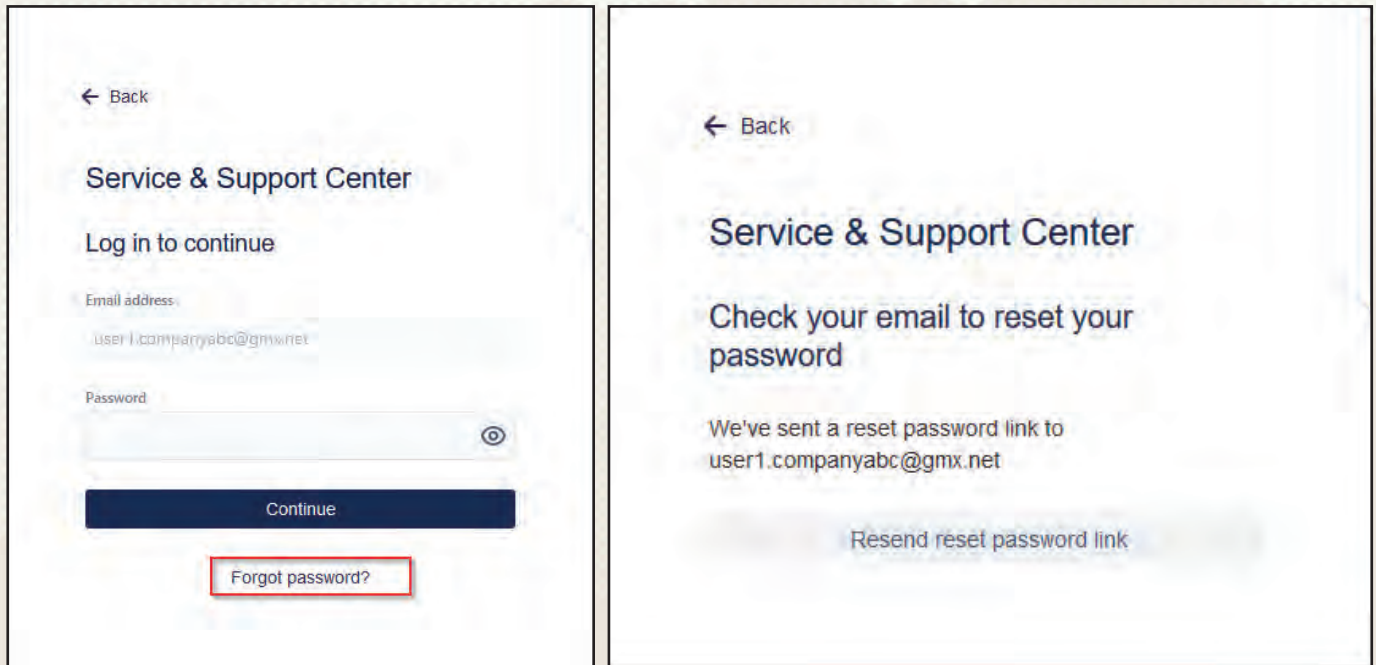 ← Back
Service & Support Center
Log in to continue
Email address
user1.companyabc@gmx.net
Password
Continue
Forgot password?
← Back
Service & Support Center
Check your email to reset your
password
We've sent a reset password link to
user1.companyabc@gmx.net
Resend reset password link